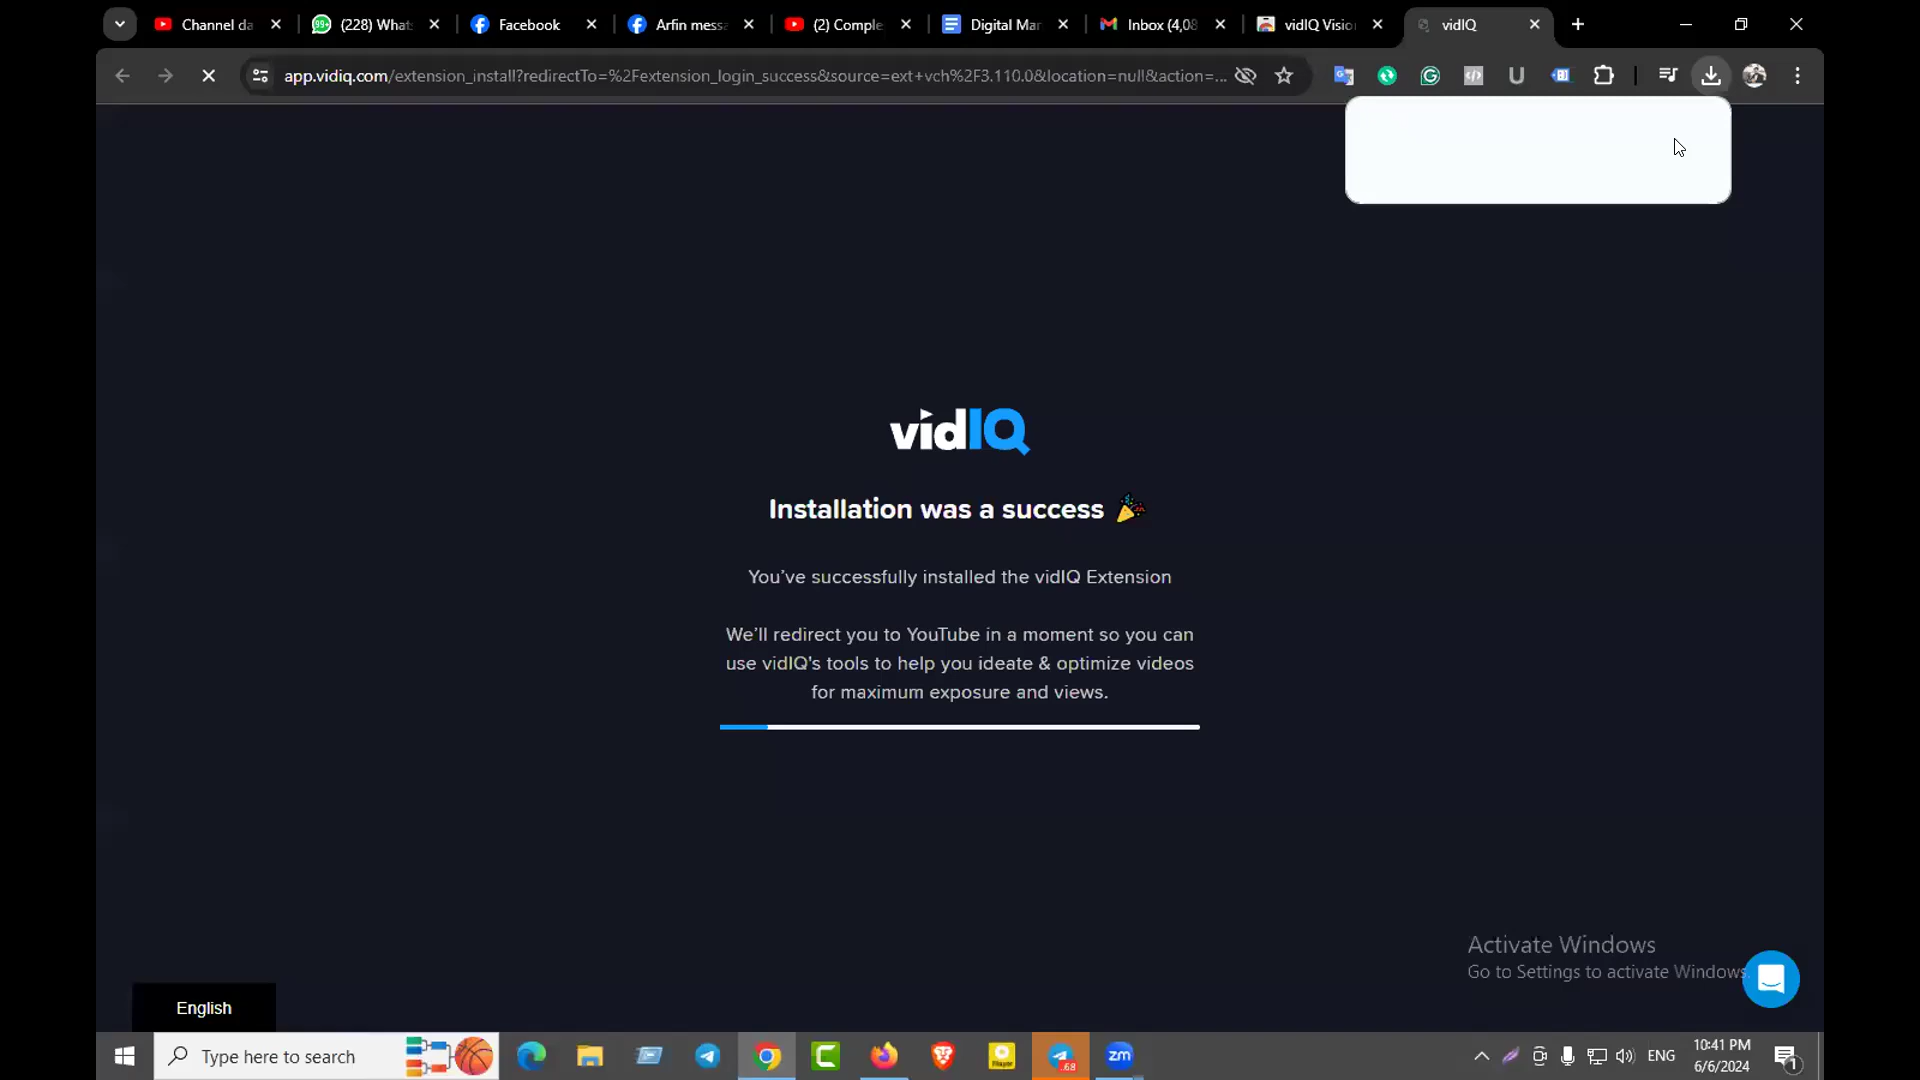 Channel da
(228) What
Facebook
Arfin mess
(2) Comple
Digital Mar
Inbox (4,08
vidIQ Visio
vidIQ
app.vidiq.com/extension_install?redirectTo=%2Fextension_login_success&source=ext+vch%2F3.110.0&location=null&action=...
vidIQ
Installation was a success
You've successfully installed the vidIQ Extension
We'll redirect you to YouTube in a moment so you can
use vidIQ's tools to help you ideate & optimize videos
for maximum exposure and views.
Activate Windows
Go to Settings to activate Windows.
English
Type here to search
zm
ENG
10:41 PM
6/6/2024
1